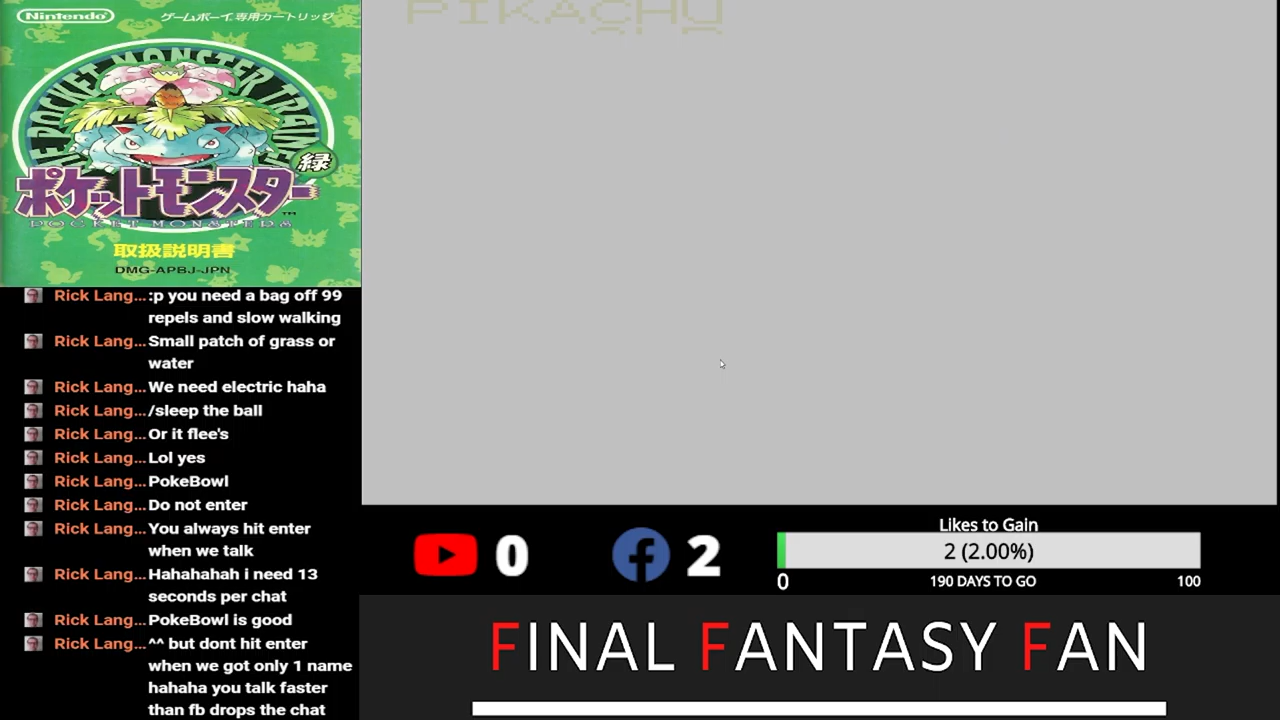 Nintendo
ゲームボーイ専用カートリッジ
THE POCKET MONSTER TRAINER
緑
ポケットモンスター
TM
POCKET MONSTERS
取扱説明書
DMG-APBJ-JPN
PIKACHU
Rick Lang... :p you need a bag off 99
repels and slow walking
Rick Lang... Small patch of grass or
water
Rick Lang... We need electric haha
Rick Lang... /sleep the ball
Rick Lang... Or it flee's
Rick Lang... Lol yes
Rick Lang... PokeBowl
Rick Lang... Do not enter
Rick Lang... You always hit enter
when we talk
Rick Lang... Hahahahah i need 13
seconds per chat
Rick Lang... PokeBowl is good
Rick Lang... ^^ but dont hit enter
when we got only 1 name
hahaha you talk faster
than fb drops the chat
0
2
Likes to Gain
2 (2.00%)
0
190 DAYS TO GO
100
FINAL FANTASY FAN